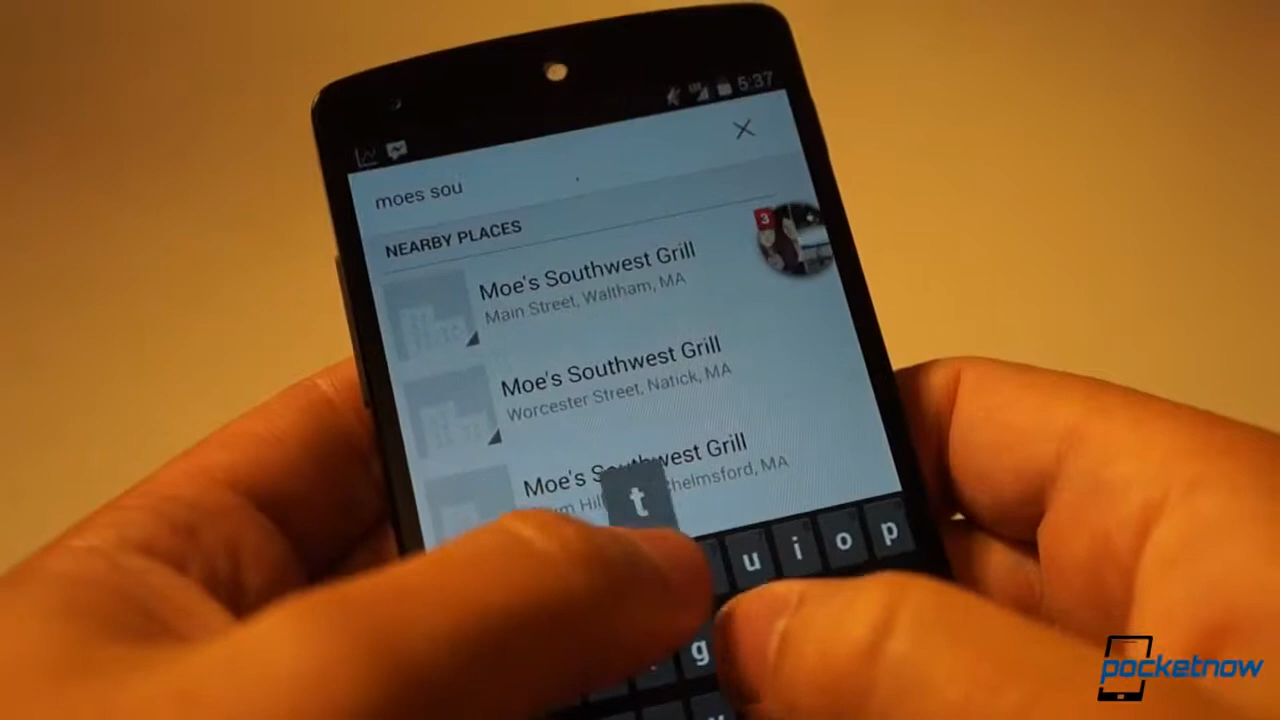 5:37
moes sou
NEARBY PLACES
3
Moe's Southwest Grill
Main Street, Waltham, MA
Moe's Southwest Grill
Worcester Street, Natick, MA
Moe's Southwest Grill
Chelmsford, MA
t
u i o p
g
pocketnow